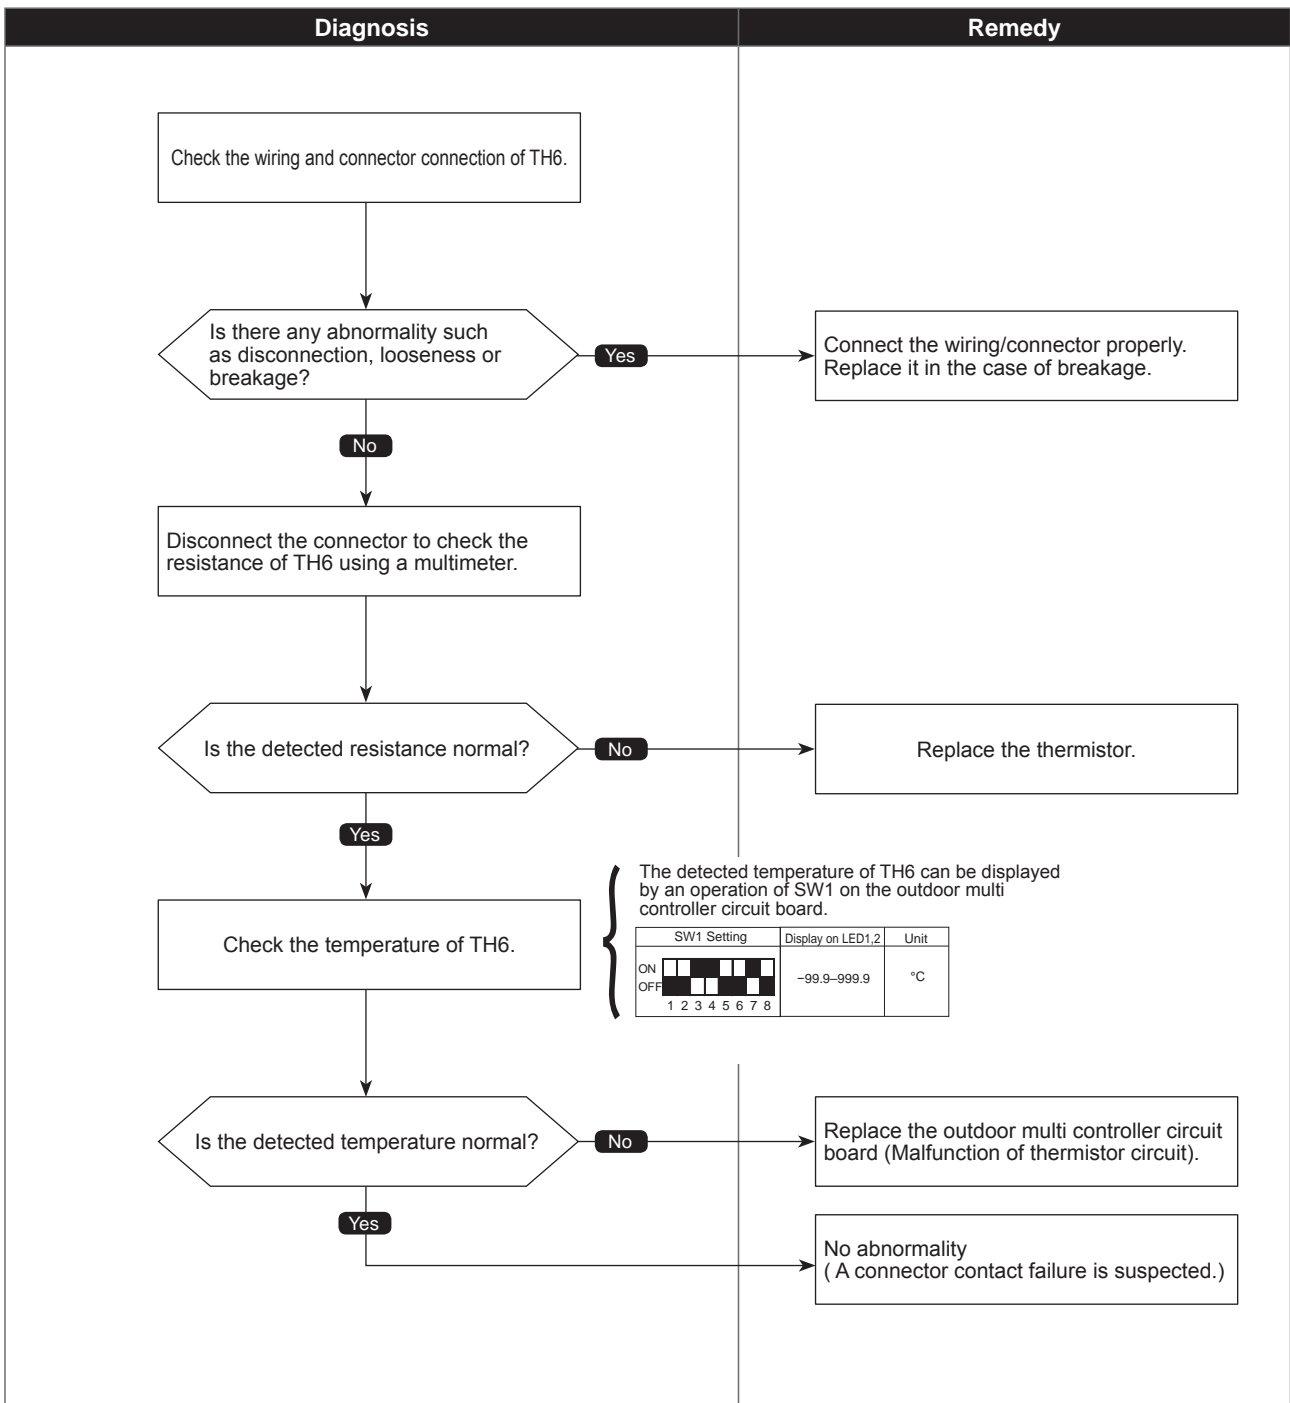 Diagnosis
Remedy
Check the wiring and connector connection of TH6.
Is there any abnormality such
as disconnection, looseness or
breakage?
Yes
Connect the wiring/connector properly.
Replace it in the case of breakage.
No
Disconnect the connector to check the
resistance of TH6 using a multimeter.
Is the detected resistance normal?
No
Replace the thermistor.
Yes
Check the temperature of TH6.
The detected temperature of TH6 can be displayed
by an operation of SW1 on the outdoor multi
controller circuit board.
SW1 Setting
Display on LED1,2
Unit
ON
OFF
1 2 3 4 5 6 7 8
−99.9–999.9
°C
Is the detected temperature normal?
No
Replace the outdoor multi controller circuit
board (Malfunction of thermistor circuit).
Yes
No abnormality
( A connector contact failure is suspected.)